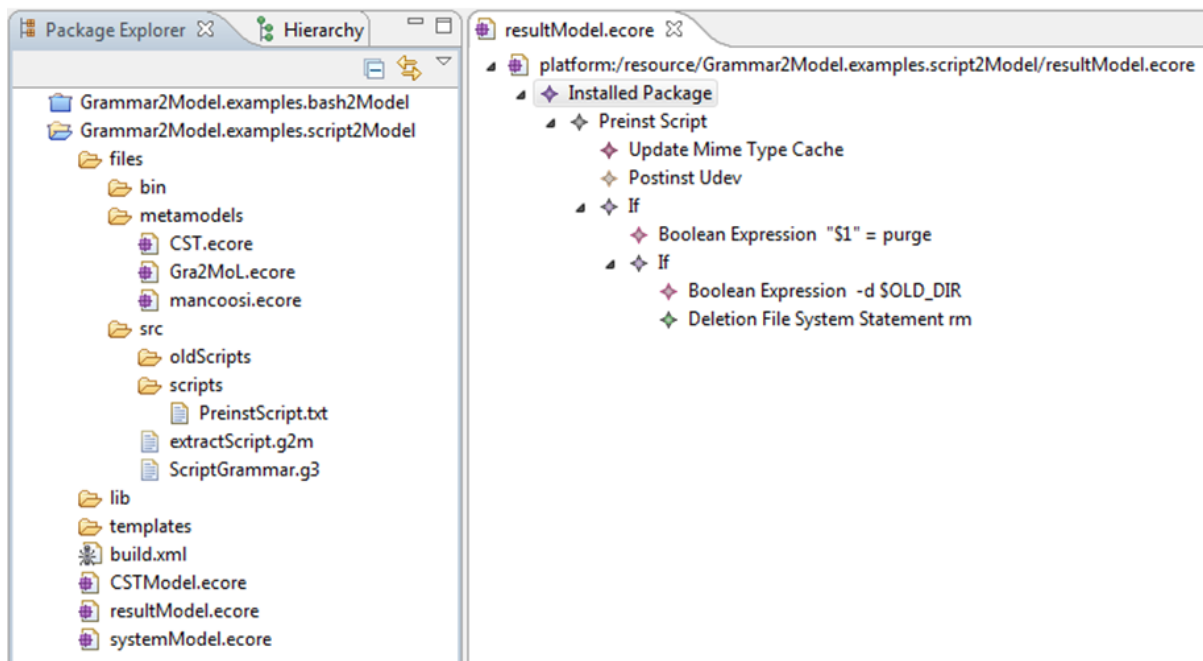 Package Explorer
Hierarchy
Grammar2Model.examples.bash2Model
Grammar2Model.examples.script2Model
files
bin
metamodels
CST.ecore
Gra2MoL.ecore
mancoosi.ecore
src
oldScripts
scripts
PreinstScript.txt
extractScript.g2m
ScriptGrammar.g3
lib
templates
build.xml
CSTModel.ecore
resultModel.ecore
systemModel.ecore
resultModel.ecore
platform:/resource/Grammar2Model.examples.script2Model/resultModel.ecore
Installed Package
Preinst Script
Update Mime Type Cache
Postinst Udev
If
Boolean Expression "$1" = purge
If
Boolean Expression -d $OLD_DIR
Deletion File System Statement rm